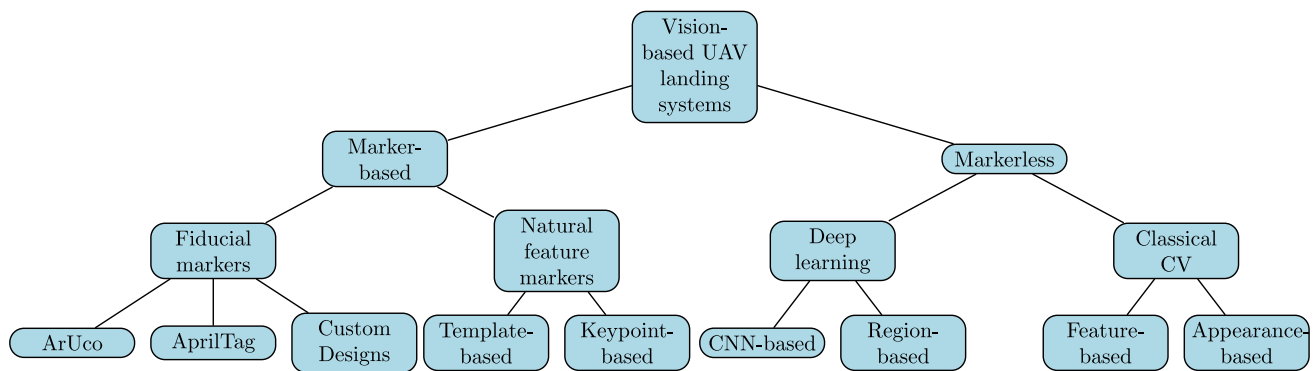 Vision-
based UAV
landing
systems
Marker-
based
Markerless
Fiducial
markers
Natural
feature
markers
Deep
learning
Classical
CV
ArUco
AprilTag
Custom
Designs
Template-
based
Keypoint-
based
CNN-based
Region-
based
Feature-
based
Appearance-
based